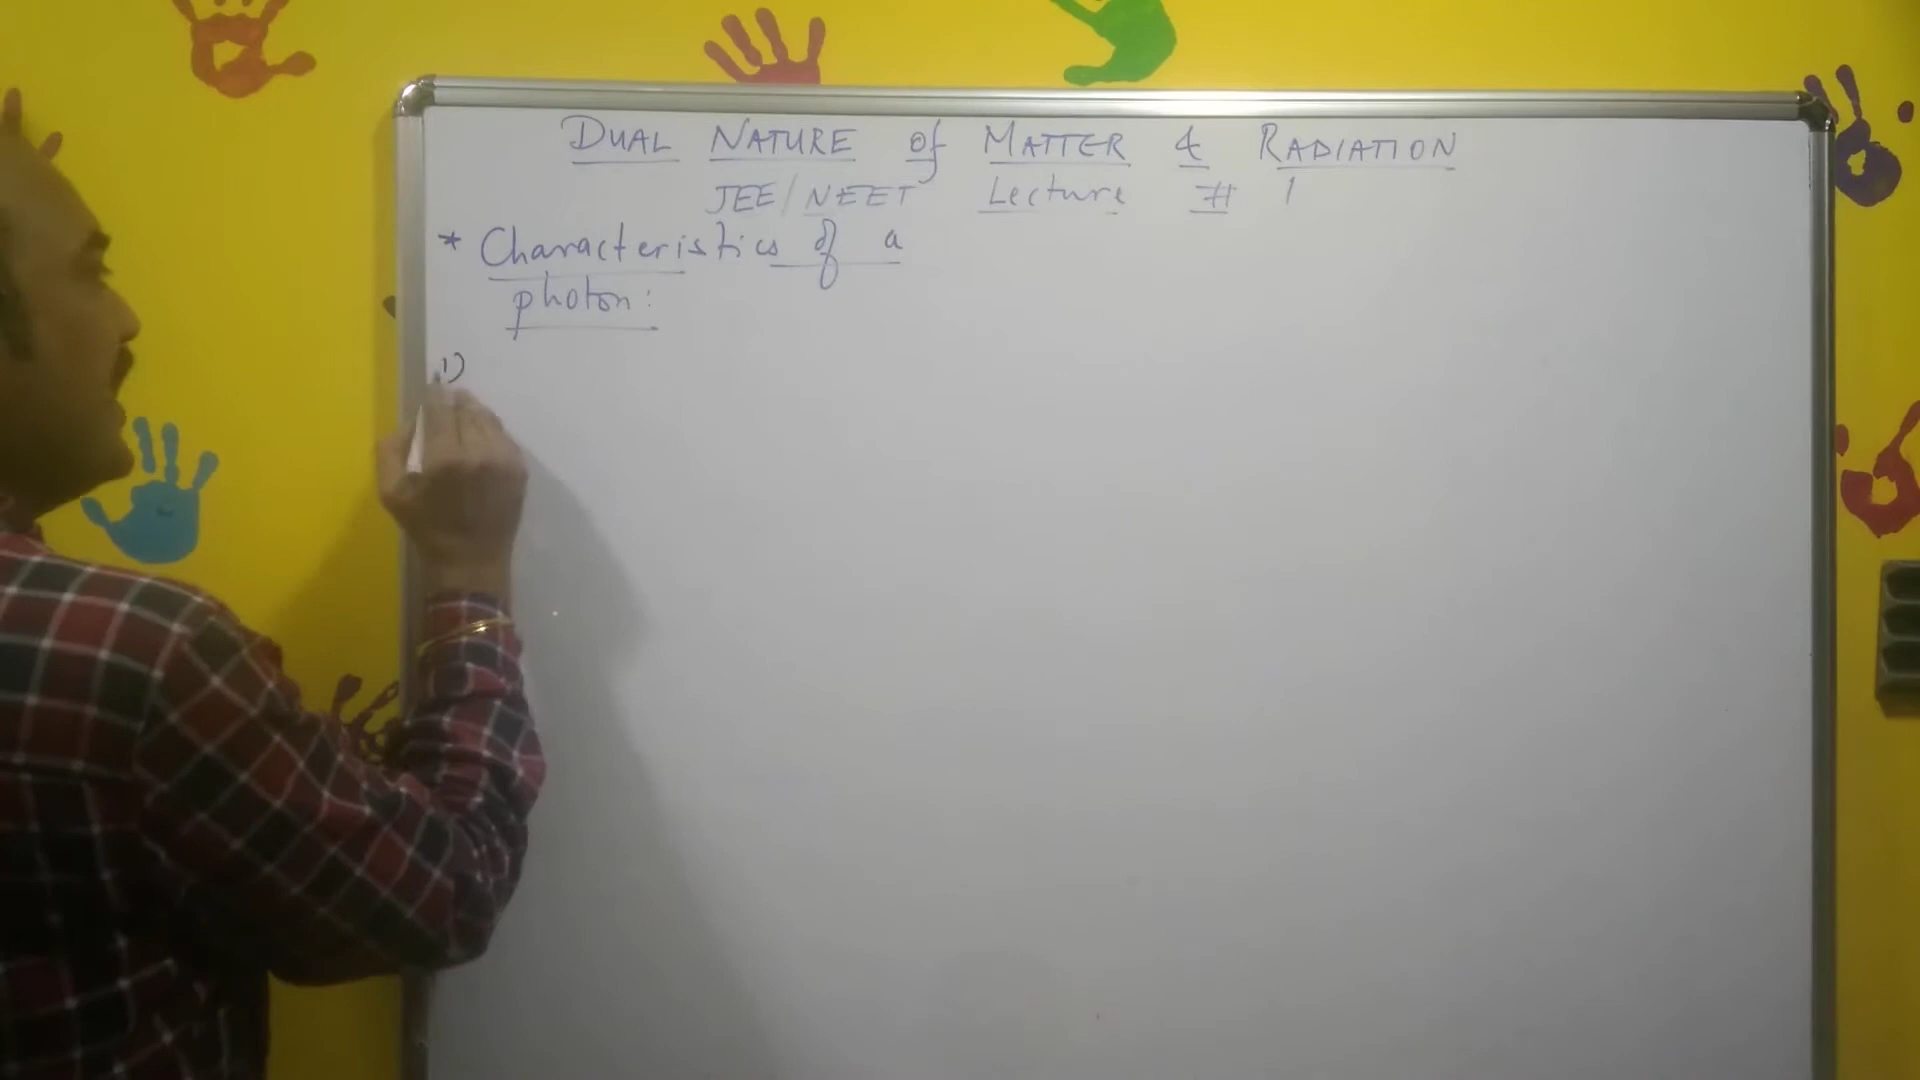 DUAL NATURE Of MATTER & RADIATION
JEE/NEET Lecture # 1
* Characteristics of a
photon:
1)